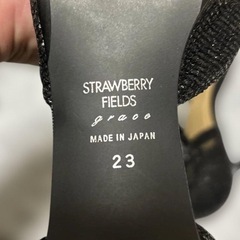 STRAWBERRY
FIELDS
grace
MADE IN JAPAN
23